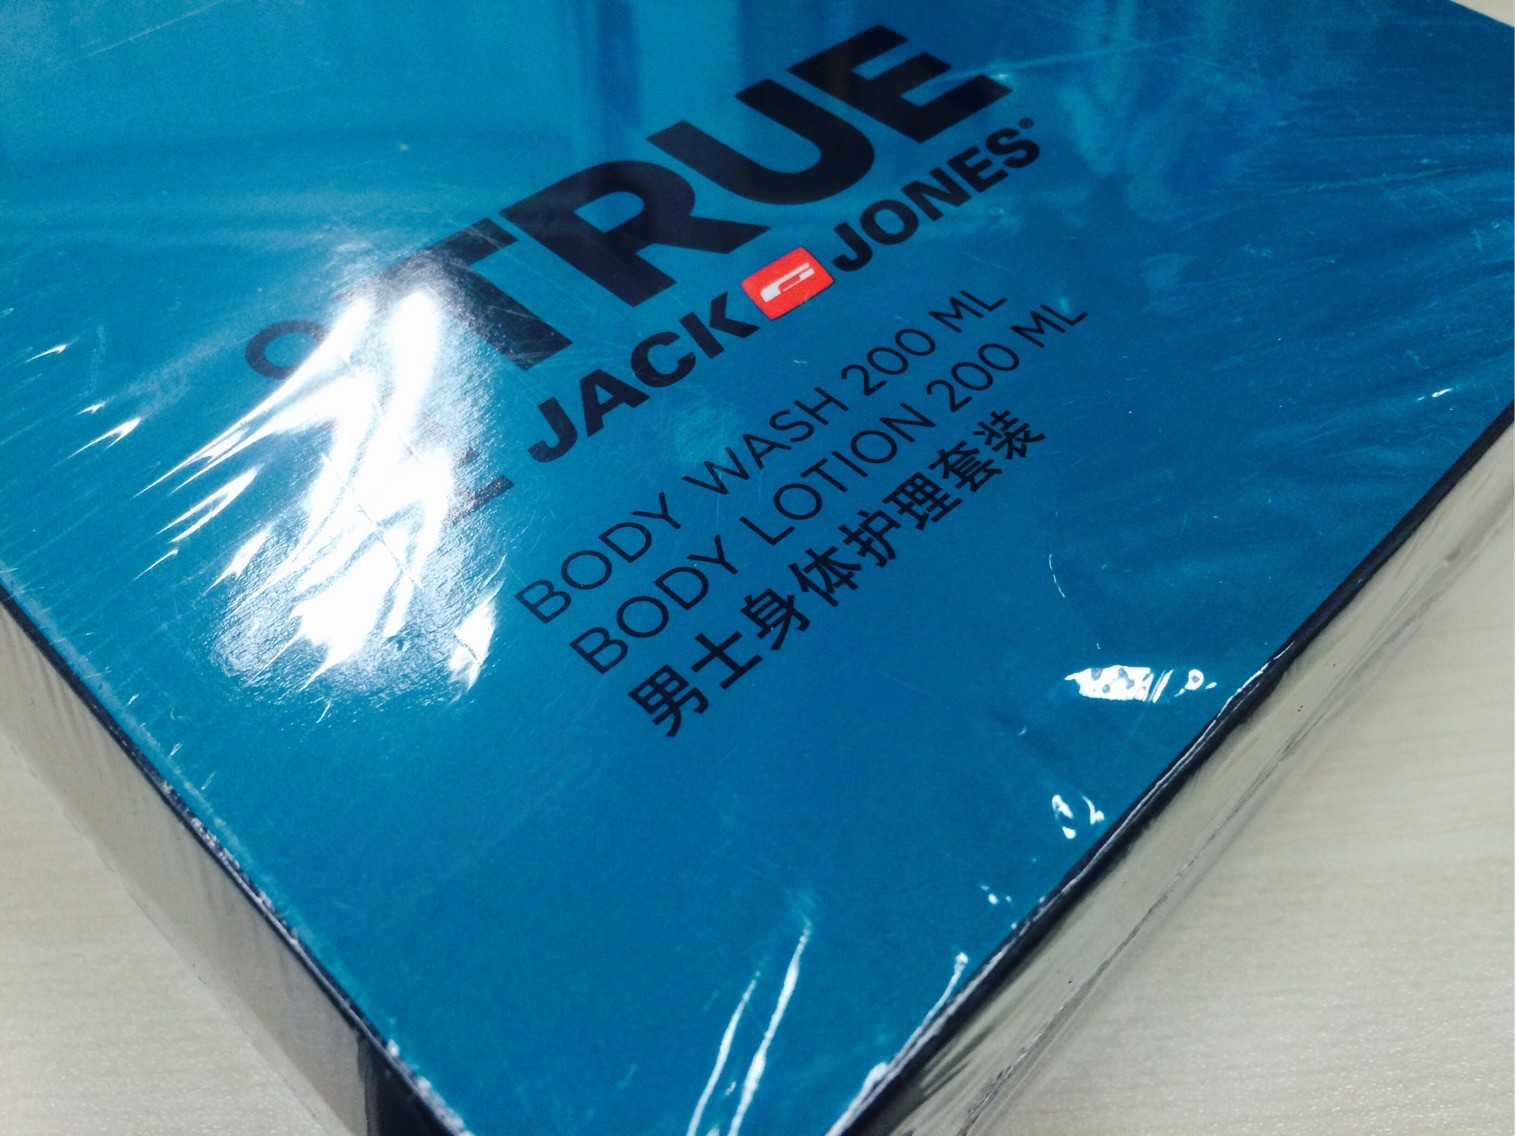 TRUE
JACK JONES®
BODY WASH 200 ML
BODY LOTION 200 ML
男士身体护理套装